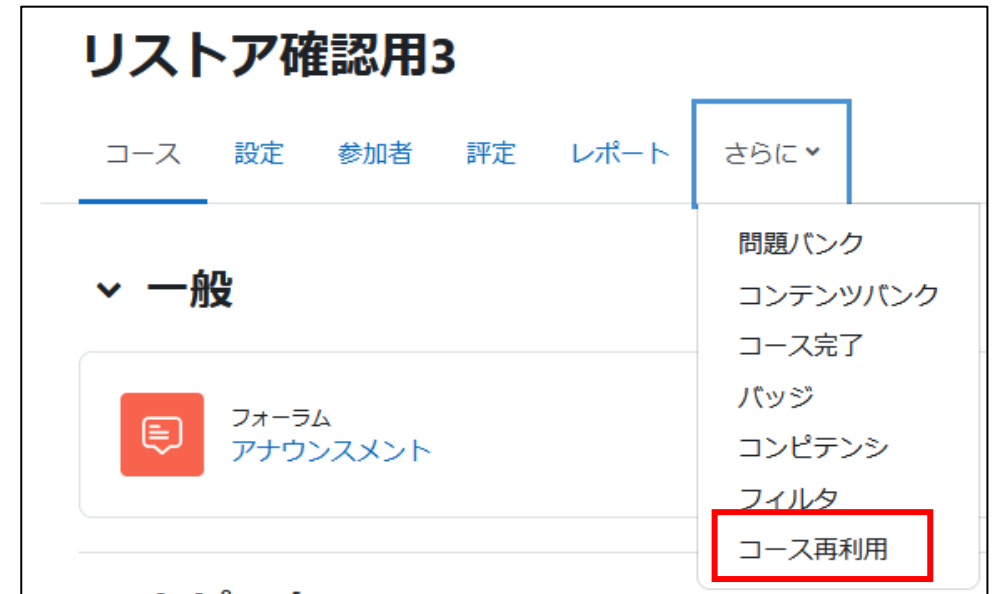 リストア確認用3
コース 設定 参加者 評定 レポート さらに
問題バンク
コンテンツバンク
コース完了
バッジ
コンピテンシ
フィルタ
コース再利用
一般
フォーラム
アナウンスメント